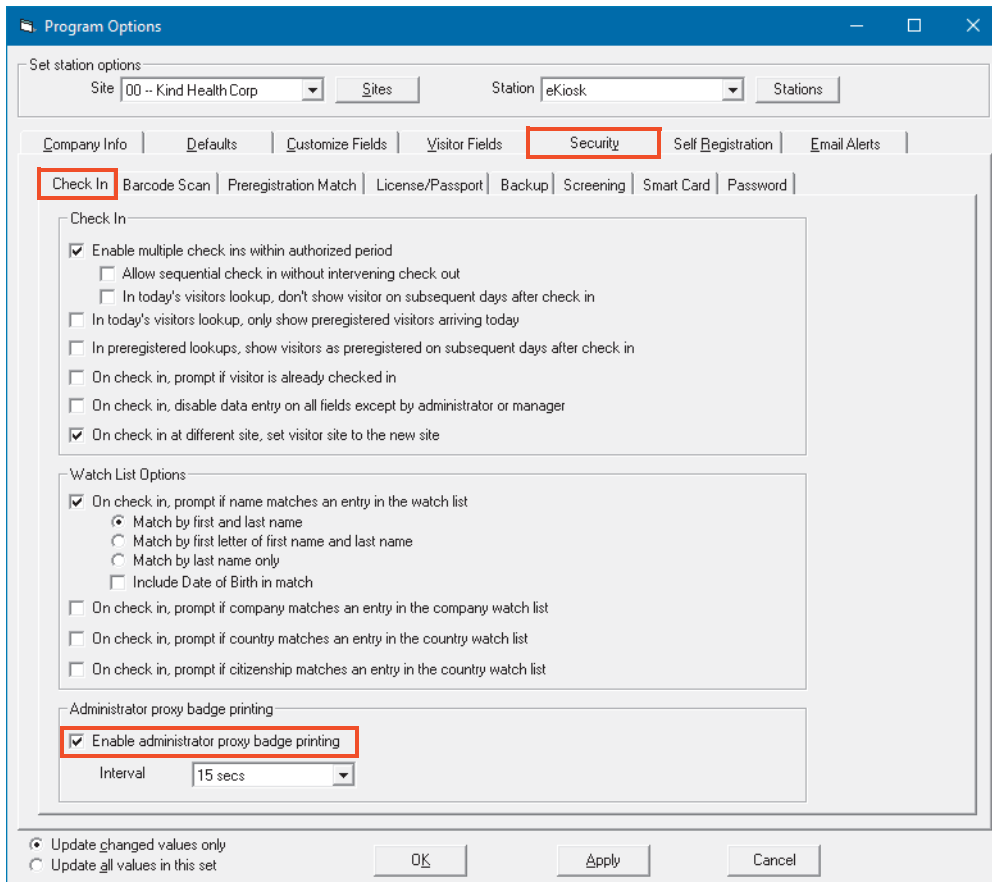 Program Options
Set station options
Site 00 -- Kind Health Corp Sites Station eKiosk Stations
Company Info Defaults Customize Fields Visitor Fields Security Self Registration Email Alerts
Check In Barcode Scan Preregistration Match License/Passport Backup Screening Smart Card Password
Check In
Enable multiple check ins within authorized period
Allow sequential check in without intervening check out
In today's visitors lookup, don't show visitor on subsequent days after check in
In today's visitors lookup, only show preregistered visitors arriving today
In preregistered lookups, show visitors as preregistered on subsequent days after check in
On check in, prompt if visitor is already checked in
On check in, disable data entry on all fields except by administrator or manager
On check in at different site, set visitor site to the new site
Watch List Options
On check in, prompt if name matches an entry in the watch list
Match by first and last name
Match by first letter of first name and last name
Match by last name only
Include Date of Birth in match
On check in, prompt if company matches an entry in the company watch list
On check in, prompt if country matches an entry in the country watch list
On check in, prompt if citizenship matches an entry in the country watch list
Administrator proxy badge printing
Enable administrator proxy badge printing
Interval 15 secs
Update changed values only
Update all values in this set
OK Apply Cancel